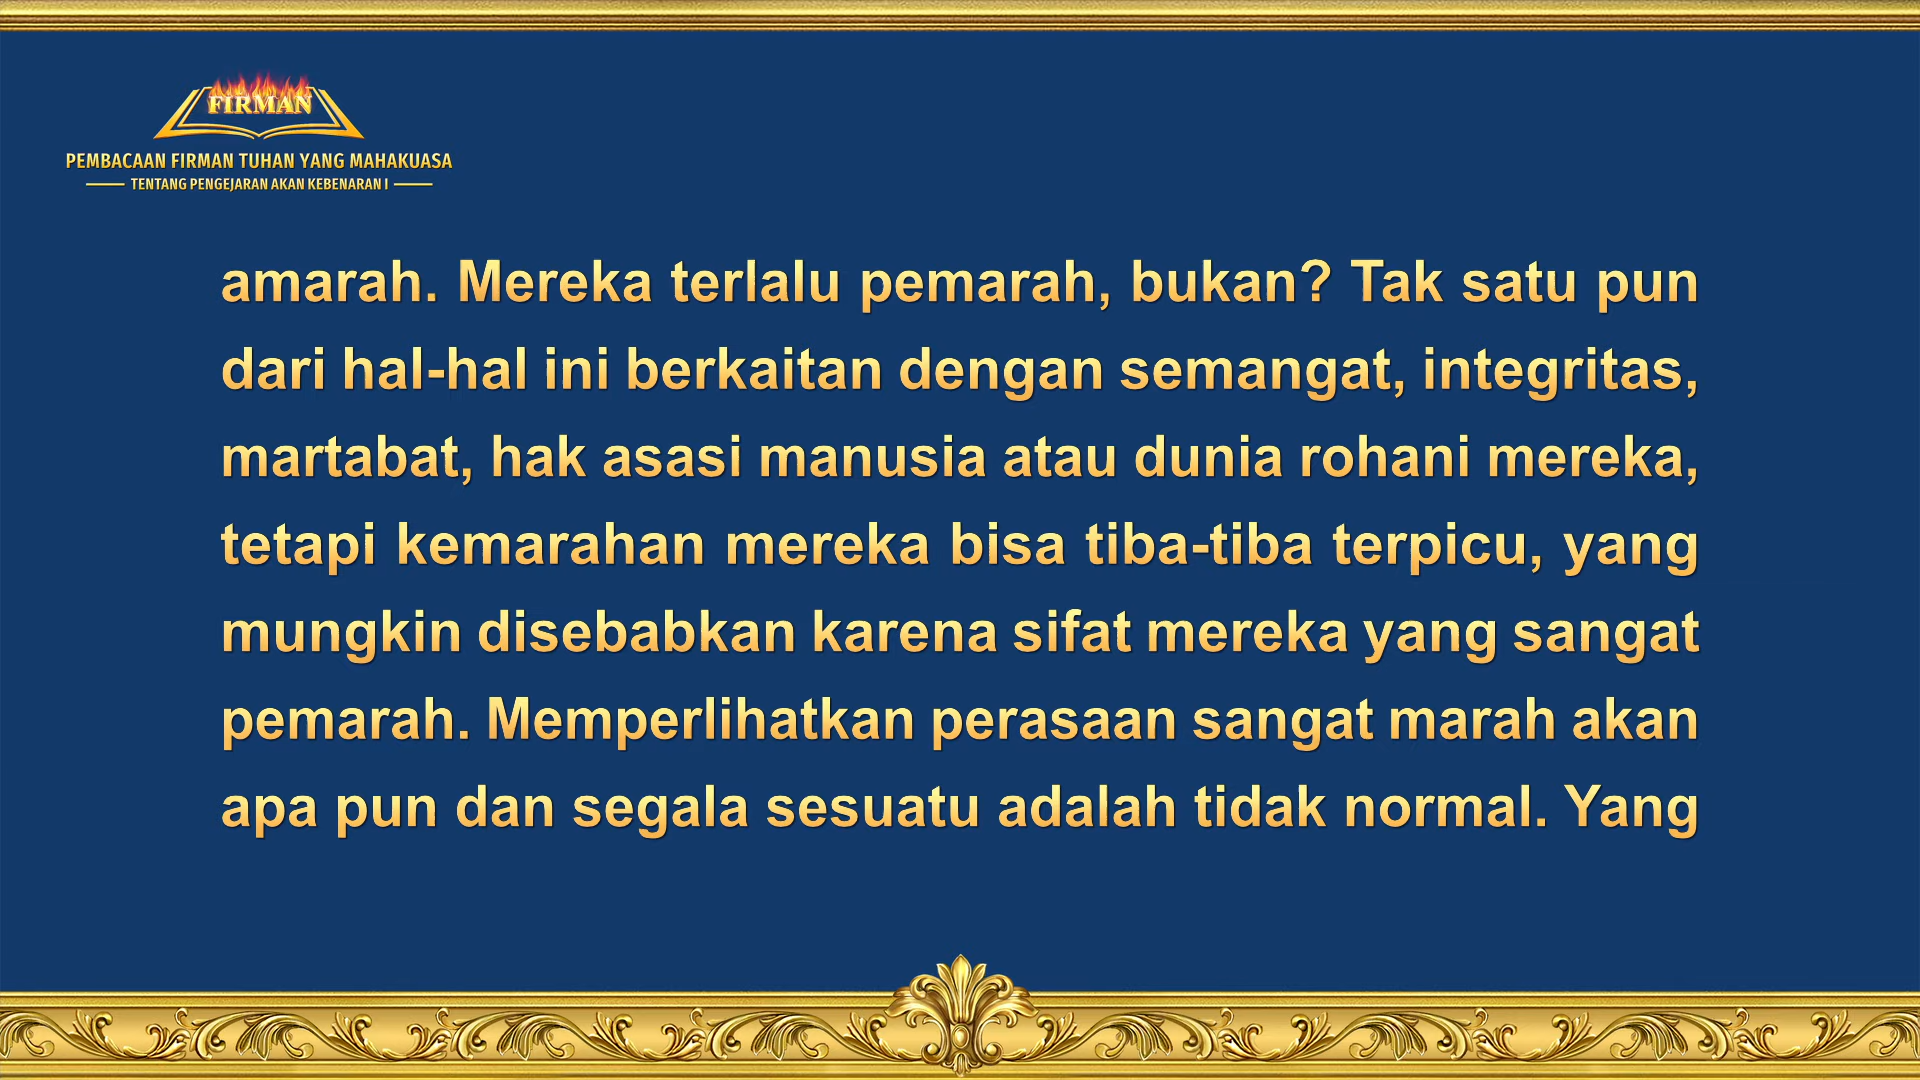 FIRMAN
PEMBACAAN FIRMAN TUHAN YANG MAHAKUASA
TENTANG PENGEJARAN AKAN KEBENARAN I
amarah. Mereka terlalu pemarah, bukan? Tak satu pun
dari hal-hal ini berkaitan dengan semangat, integritas,
martabat, hak asasi manusia atau dunia rohani mereka,
tetapi kemarahan mereka bisa tiba-tiba terpicu, yang
mungkin disebabkan karena sifat mereka yang sangat
pemarah. Memperlihatkan perasaan sangat marah akan
apa pun dan segala sesuatu adalah tidak normal. Yang